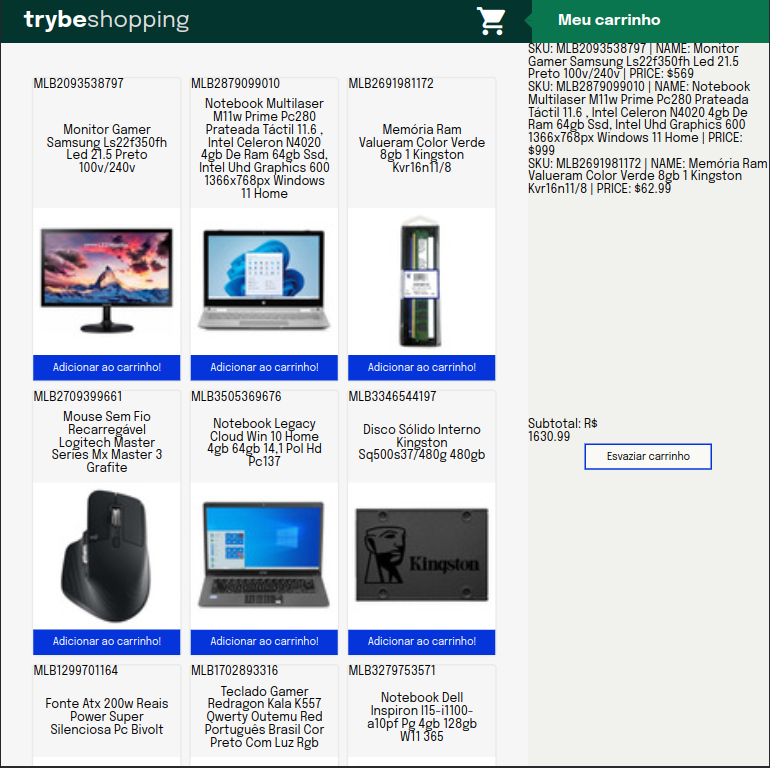 trybeshopping
Meu carrinho
MLB2093538797
Monitor Gamer
Samsung Ls22f350fh
Led 21.5 Preto
100v/240v
Adicionar ao carrinho!
MLB2879099010
Notebook Multilaser
M11w Prime Pc280
Prateada Táctil 11.6 ,
Intel Celeron N4020
4gb De Ram 64gb Ssd,
Intel Uhd Graphics 600
1366x768px Windows
11 Home
Adicionar ao carrinho!
MLB2691981172
Memória Ram
Valueram Color Verde
8gb 1 Kingston
Kvr16n11/8
Adicionar ao carrinho!
MLB2709399661
Mouse Sem Fio
Recarregável
Logitech Master
Series Mx Master 3
Grafite
Adicionar ao carrinho!
MLB3505369676
Notebook Legacy
Cloud Win 10 Home
4gb 64gb 14,1 Pol Hd
Pc137
Adicionar ao carrinho!
MLB3346544197
Disco Sólido Interno
Kingston
Sq500s37/480g 480gb
Kingston
Adicionar ao carrinho!
MLB1299701164
Fonte Atx 200w Reais
Power Super
Silenciosa Pc Bivolt
MLB1702893316
Teclado Gamer
Redragon Kala K557
Qwerty Outemu Red
Português Brasil Cor
Preto Com Luz Rgb
MLB3279753571
Notebook Dell
Inspiron I15-i1100-
a10pf Pg 4gb 128gb
W11 365
SKU: MLB2093538797 | NAME: Monitor
Gamer Samsung Ls22f350fh Led 21.5
Preto 100v/240v | PRICE: $569
SKU: MLB2879099010 | NAME: Notebook
Multilaser M11w Prime Pc280 Prateada
Táctil 11.6 , Intel Celeron N4020 4gb De
Ram 64gb Ssd, Intel Uhd Graphics 600
1366x768px Windows 11 Home | PRICE:
$999
SKU: MLB2691981172 | NAME: Memória Ram
Valueram Color Verde 8gb 1 Kingston
Kvr16n11/8 | PRICE: $62.99
Subtotal: R$
1630.99
Esvaziar carrinho